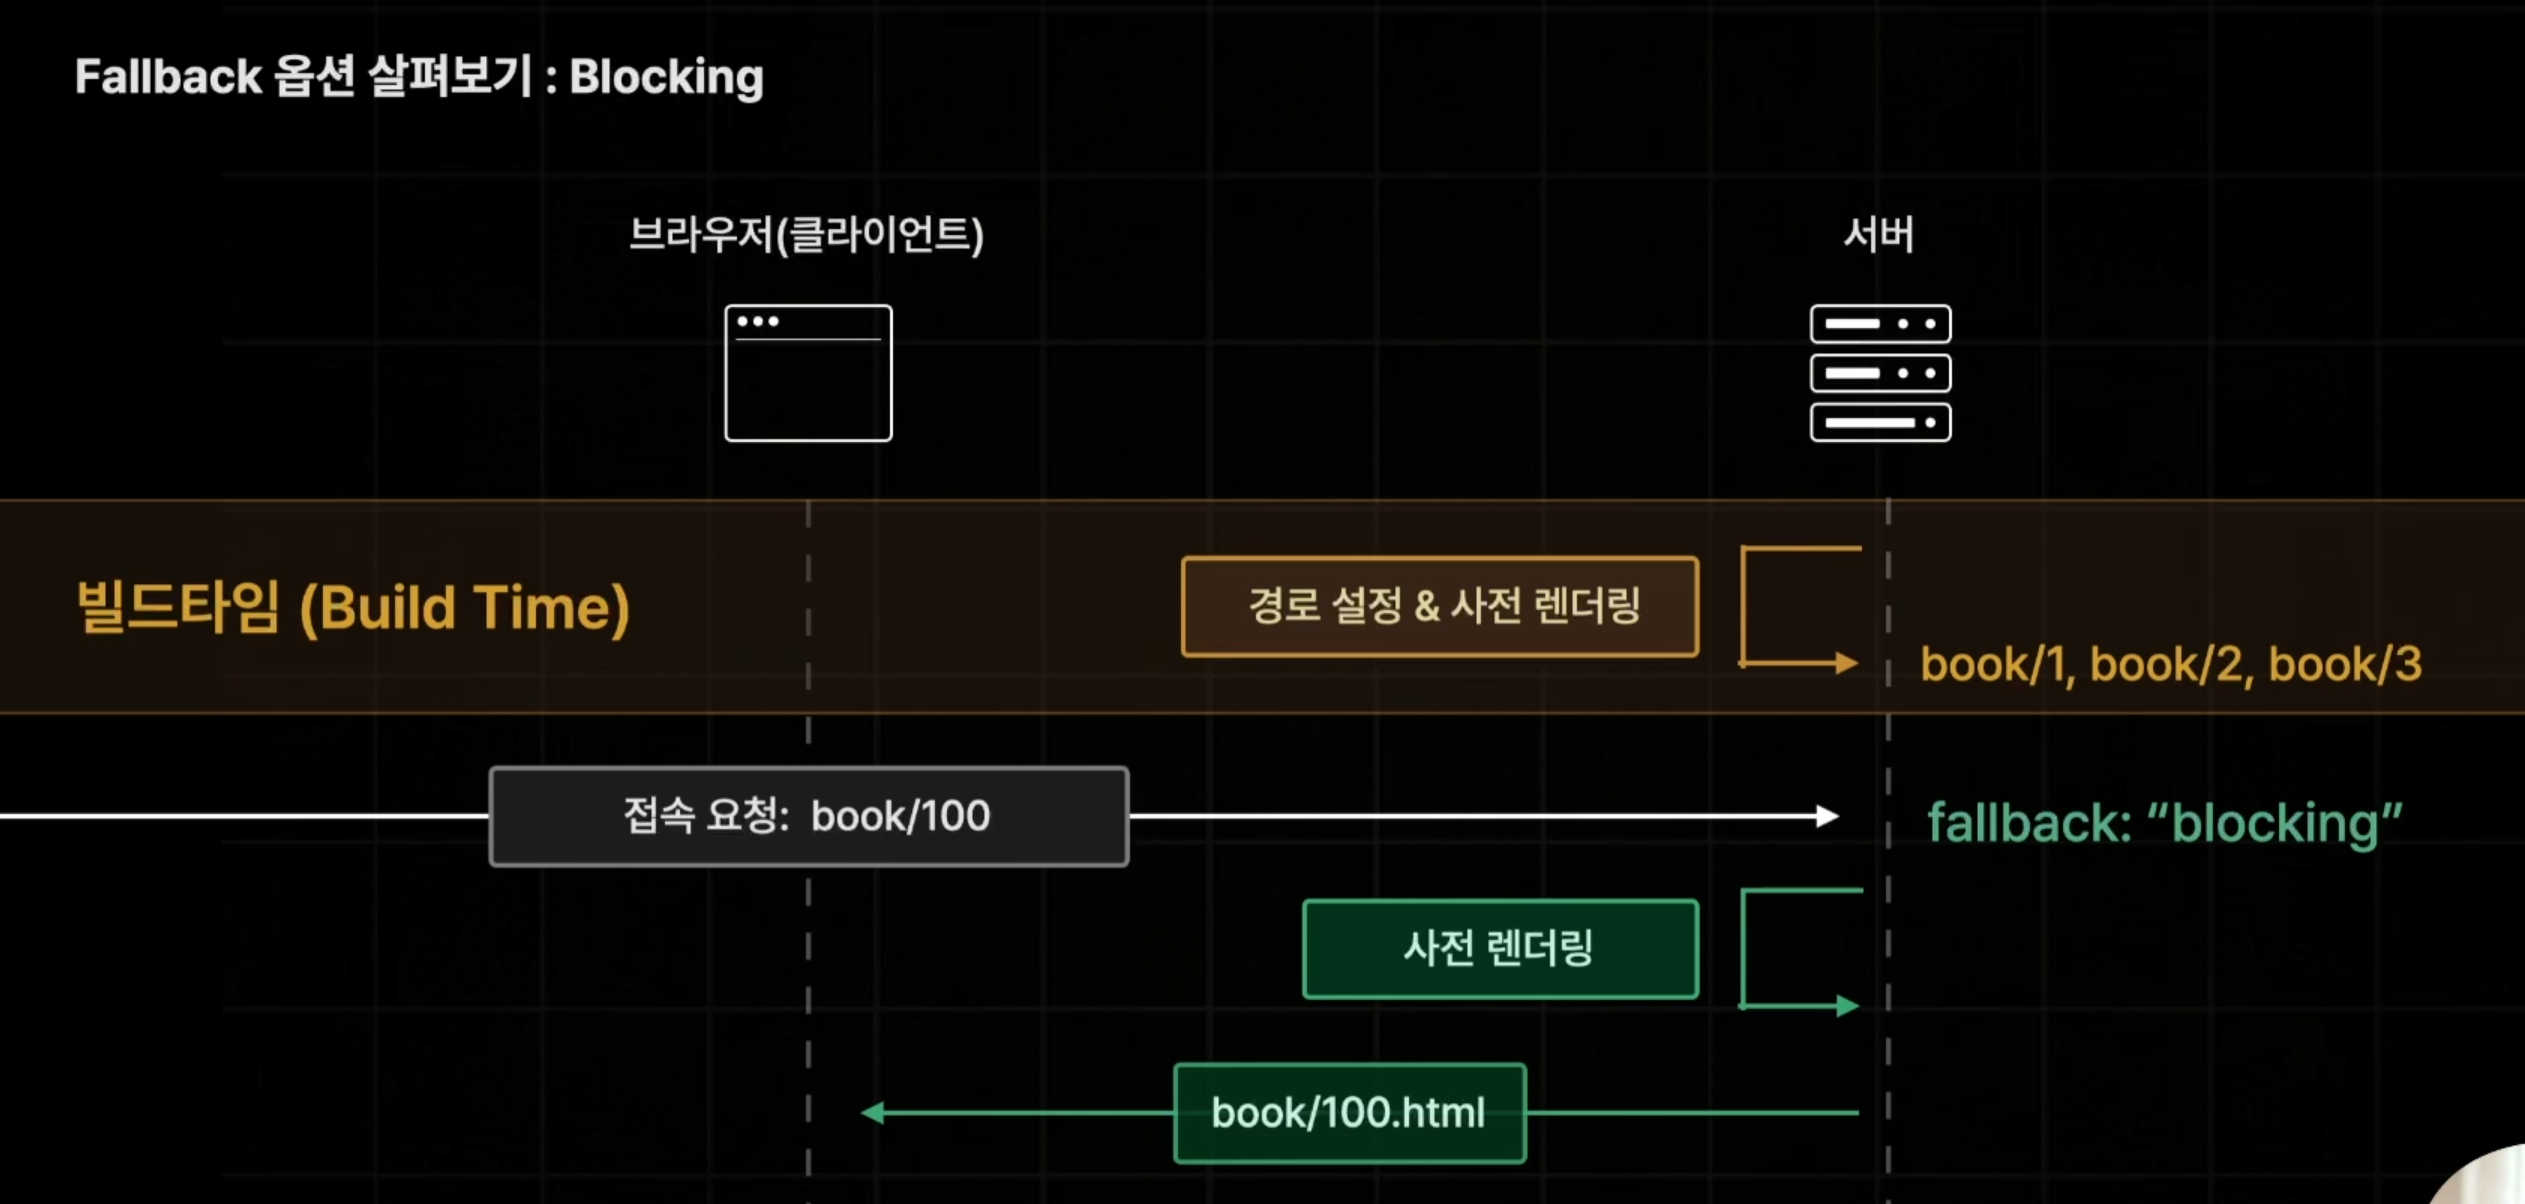 Fallback 옵션 살펴보기 : Blocking
브라우저(클라이언트)
서버
빌드타임 (Build Time)
경로 설정 & 사전 렌더링
book/1, book/2, book/3
접속 요청: book/100
fallback: “blocking”
사전 렌더링
book/100.html